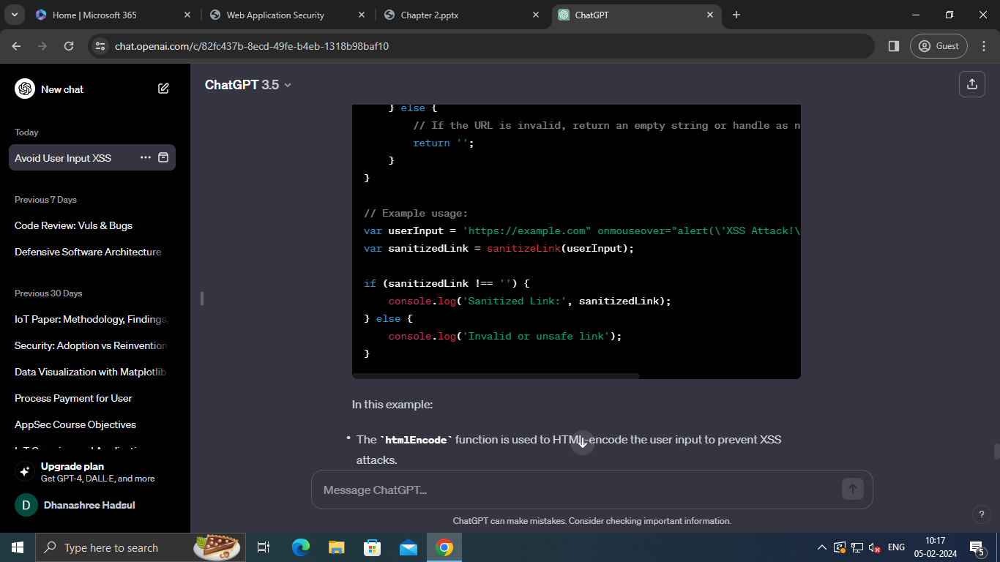 Home | Microsoft 365
Web Application Security
Chapter 2.pptx
ChatGPT
chat.openai.com/c/82fc437b-8ecd-49fe-b4eb-1318b98baf10
Guest
New chat
ChatGPT 3.5
Today
Avoid User Input XSS
Previous 7 Days
Code Review: Vuls & Bugs
Defensive Software Architecture
Previous 30 Days
IoT Paper: Methodology, Findings,
Security: Adoption vs Reinvention
Data Visualization with Matplotlib
Process Payment for User
AppSec Course Objectives
Upgrade plan
Get GPT-4, DALL·E, and more
D
Dhanashree Hadsul
} else {
// If the URL is invalid, return an empty string or handle as n
return '';
}
}
// Example usage:
var userInput = 'https://example.com" onmouseover="alert(\'XSS Attack!\
var sanitizedLink = sanitizeLink(userInput);
if (sanitizedLink !== '') {
console.log('Sanitized Link:', sanitizedLink);
} else {
console.log('Invalid or unsafe link');
}
In this example:
• The `htmlEncode` function is used to HTML-encode the user input to prevent XSS
attacks.
Message ChatGPT...
ChatGPT can make mistakes. Consider checking important information.
?
Type here to search
ENG
10:17
05-02-2024
5